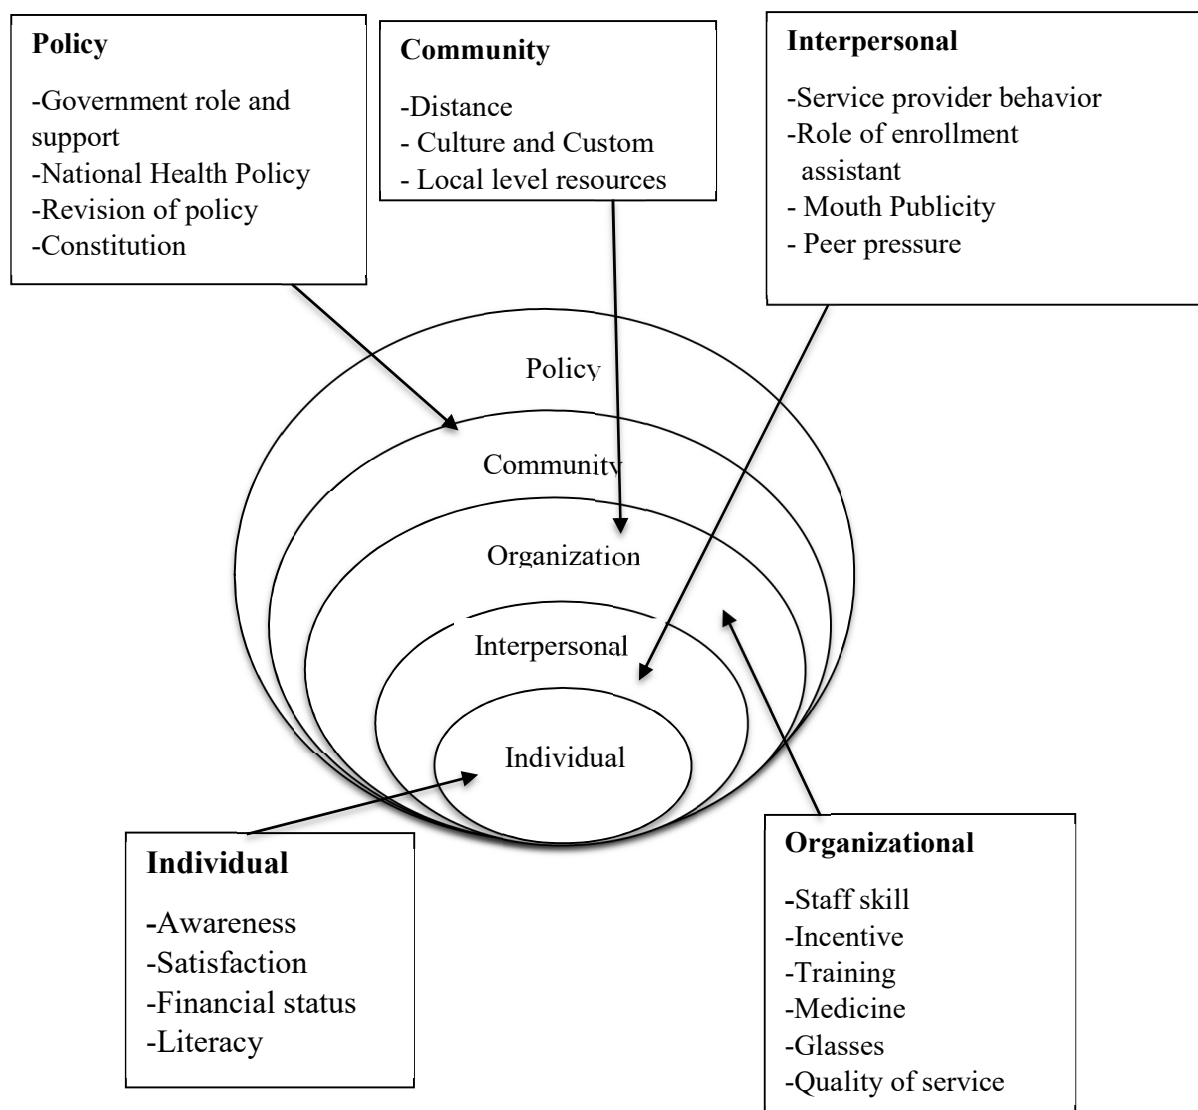 Policy
-Government role and
support
-National Health Policy
-Revision of policy
-Constitution
Community
-Distance
- Culture and Custom
- Local level resources
Interpersonal
-Service provider behavior
-Role of enrollment
assistant
- Mouth Publicity
- Peer pressure
Policy
Community
Organization
Interpersonal
Individual
Individual
-Awareness
-Satisfaction
-Financial status
-Literacy
Organizational
-Staff skill
-Incentive
-Training
-Medicine
-Glasses
-Quality of service